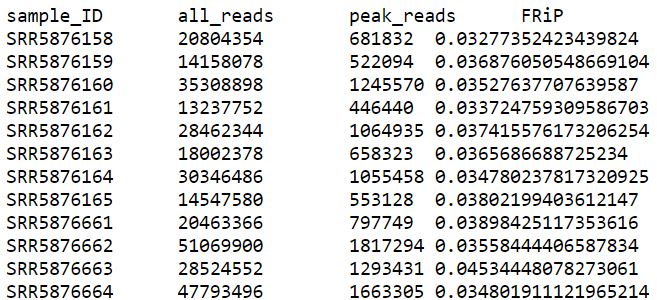 sample_ID all_reads peak_reads FRiP
SRR5876158 20804354 681832 0.03277352423439824
SRR5876159 14158078 522094 0.036876050548669104
SRR5876160 35308898 1245570 0.03527637707639587
SRR5876161 13237752 446440 0.033724759309586703
SRR5876162 28462344 1064935 0.037415576173206254
SRR5876163 18002378 658323 0.0365686688725234
SRR5876164 30346486 1055458 0.034780237817320925
SRR5876165 14547580 553128 0.03802199403612147
SRR5876661 20463366 797749 0.03898425117353616
SRR5876662 51069900 1817294 0.03558444406587834
SRR5876663 28524552 1293431 0.04534448078273061
SRR5876664 47793496 1663305 0.034801911121965214